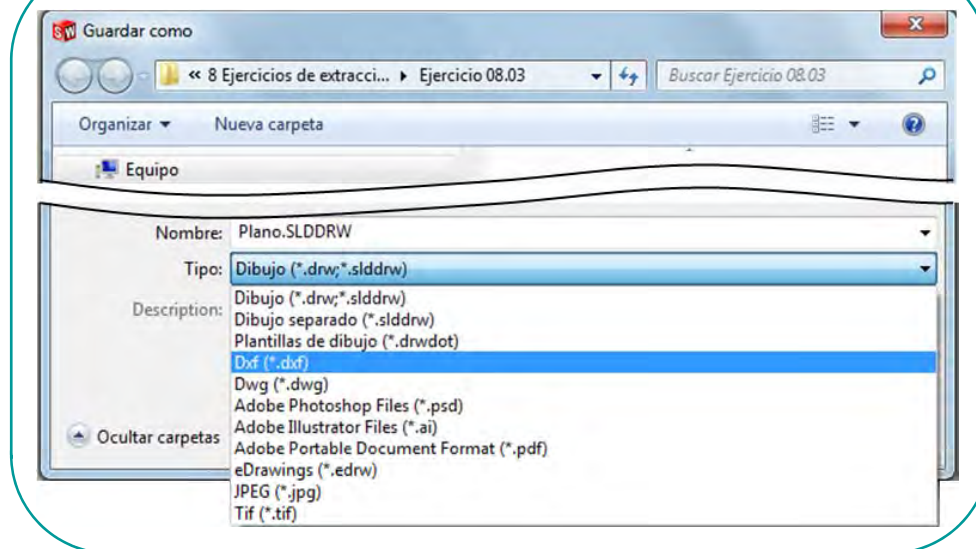 Guardar como
« 8 Ejercicios de extracci... ▸ Ejercicio 08.03
Buscar Ejercicio 08.03
Organizar
Nueva carpeta
Equipo
Nombre: Plano.SLDDRW
Tipo: Dibujo (*.drw;*.slddrw)
Description:
Dibujo (*.drw;*.slddrw)
Dibujo separado (*.slddrw)
Plantillas de dibujo (*.drwdot)
Dxf (*.dxf)
Dwg (*.dwg)
Adobe Photoshop Files (*.psd)
Adobe Illustrator Files (*.ai)
Adobe Portable Document Format (*.pdf)
eDrawings (*.edrw)
JPEG (*.jpg)
Tif (*.tif)
Ocultar carpetas